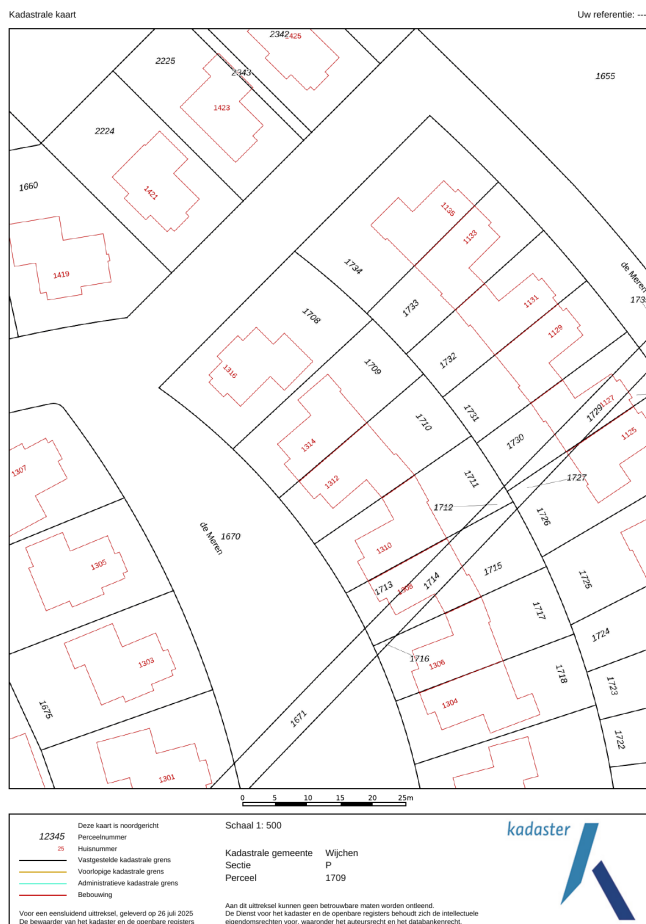 Kadastrale kaart
Uw referentie: ---
2342
2425
2225
2343
1655
1423
2224
1421
1660
1419
1135
1133
de Meren
1734
1131
1733
1708
1129
1732
1316
1709
1731
1127
1729
1710
1125
1314
1730
1307
1312
1711
1727
1712
1726
de Meren
1670
1310
1305
1715
1725
1714
1713
1308
1717
1724
1716
1306
1303
1718
1723
1304
1675
1671
1722
1301
0 5 10 15 20 25m
Deze kaart is noordgericht
12345 Perceelnummer
25 Huisnummer
Vastgestelde kadastrale grens
Voorlopige kadastrale grens
Administratieve kadastrale grens
Bebouwing
Voor een eensluidend uittreksel, geleverd op 26 juli 2025
De bewaarder van het kadaster en de openbare registers
Schaal 1: 500
Kadastrale gemeente Wijchen
Sectie P
Perceel 1709
Aan dit uittreksel kunnen geen betrouwbare maten worden ontleend.
De Dienst voor het kadaster en de openbare registers behoudt zich de intellectuele
eigendomsrechten voor, waaronder het auteursrecht en het databankenrecht.
kadaster